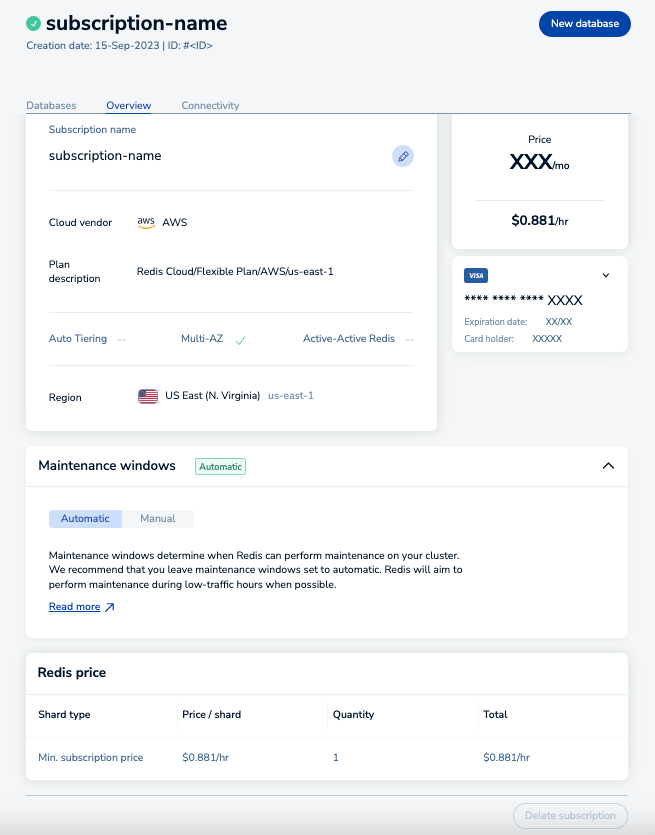 subscription-name
New database
Creation date: 15-Sep-2023 | ID: #<ID>
Databases Overview Connectivity
Subscription name
subscription-name
Price
XXX/mo
$0.881/hr
Cloud vendor aws AWS
Plan
description
Redis Cloud/Flexible Plan/AWS/us-east-1
VISA
**** **** **** XXXX
Expiration date: XX/XX
Card holder: XXXXX
Auto Tiering -- Multi-AZ Active-Active Redis --
Region US East (N. Virginia) us-east-1
Maintenance windows Automatic
Automatic Manual
Maintenance windows determine when Redis can perform maintenance on your cluster.
We recommend that you leave maintenance windows set to automatic. Redis will aim to
perform maintenance during low-traffic hours when possible.
Read more
Redis price
Shard type Price / shard Quantity Total
Min. subscription price $0.881/hr 1 $0.881/hr
Delete subscription